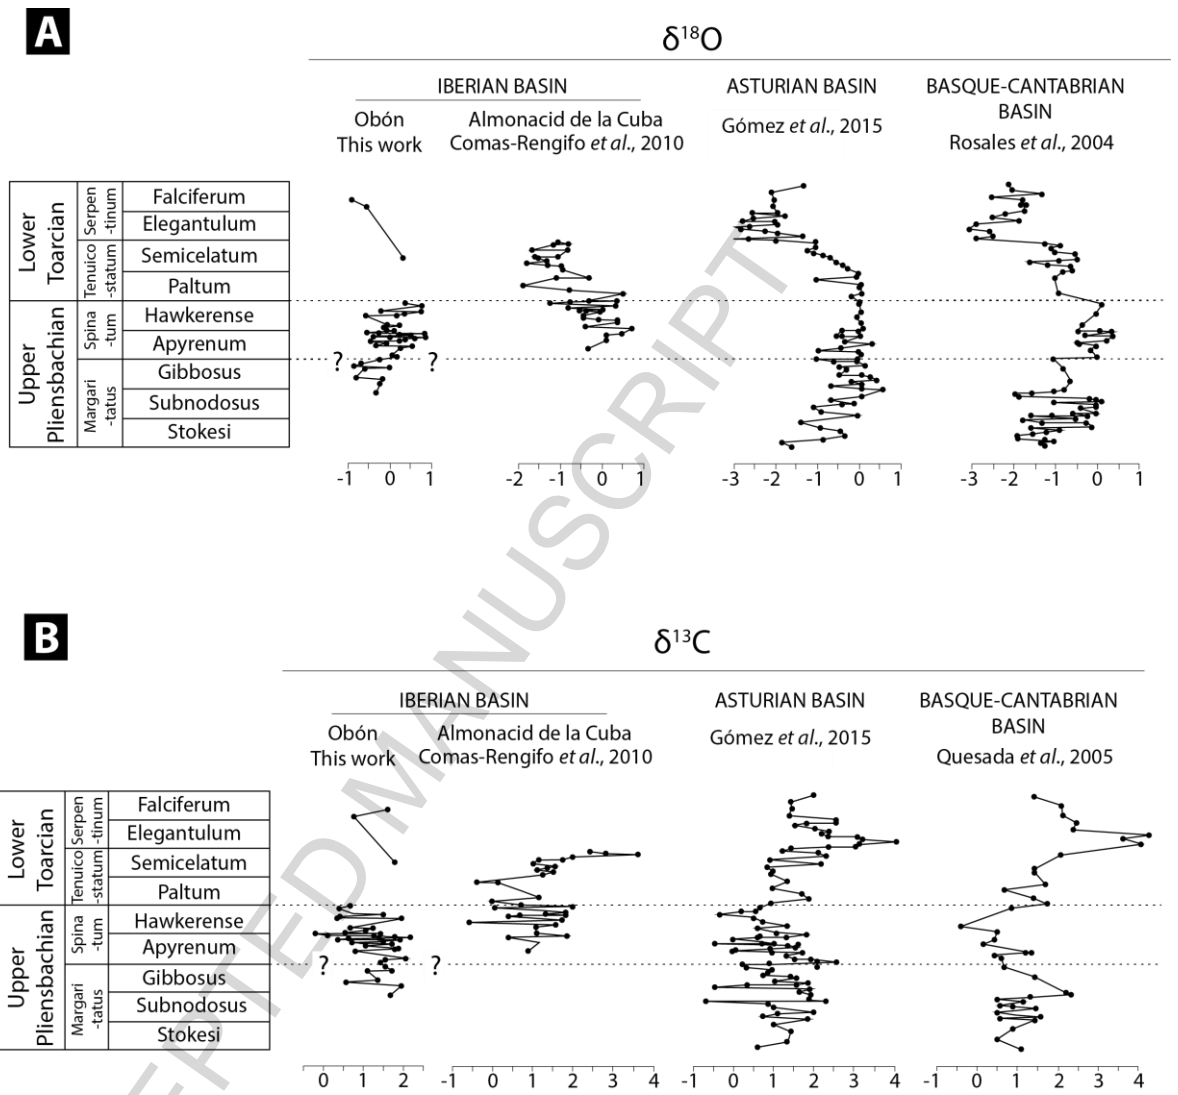 A
δ18O
IBERIAN BASIN
ASTURIAN BASIN
BASQUE-CANTABRIAN
BASIN
Obón
This work
Almonacid de la Cuba
Comas-Rengifo et al., 2010
Gómez et al., 2015
Rosales et al., 2004
Lower
Toarcian
Upper
Pliensbachian
Serpen
-tinum
Tenuico
-statum
Spina
-tum
Margari
-tatus
Falciferum
Elegantulum
Semicelatum
Paltum
Hawkerense
Apyrenum
Gibbosus
Subnodosus
Stokesi
? ?
-1 0 1
-2 -1 0 1
-3 -2 -1 0 1
-3 -2 -1 0 1
B
δ13C
IBERIAN BASIN
ASTURIAN BASIN
BASQUE-CANTABRIAN
BASIN
Obón
This work
Almonacid de la Cuba
Comas-Rengifo et al., 2010
Gómez et al., 2015
Quesada et al., 2005
Lower
Toarcian
Upper
Pliensbachian
Serpen
-tinum
Tenuico
-statum
Spina
-tum
Margari
-tatus
Falciferum
Elegantulum
Semicelatum
Paltum
Hawkerense
Apyrenum
Gibbosus
Subnodosus
Stokesi
? ?
0 1 2
-1 0 1 2 3 4
-1 0 1 2 3 4
-1 0 1 2 3 4
EPTED MANUSCRIPT